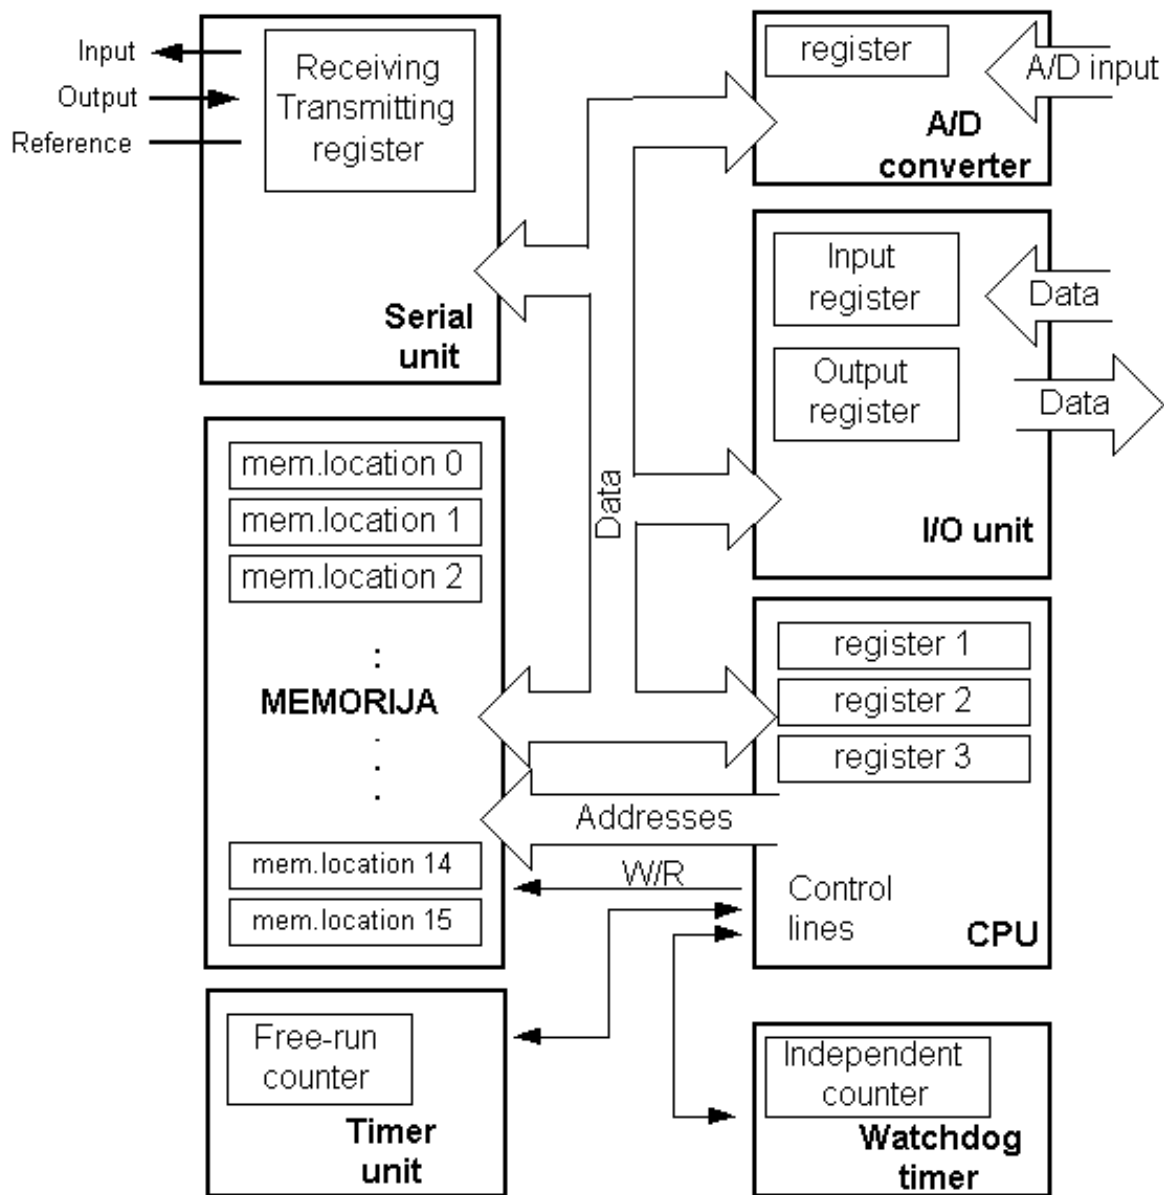 Input
Output
Reference
Receiving
Transmitting
register
Serial
unit
register
A/D input
A/D
converter
Input
register
Data
Output
register
Data
I/O unit
Data
mem.location 0
mem.location 1
mem.location 2
:
MEMORIJA
.
.
.
mem.location 14
mem.location 15
register 1
register 2
register 3
Addresses
W/R
Control
lines
CPU
Free-run
counter
Timer
unit
Independent
counter
Watchdog
timer